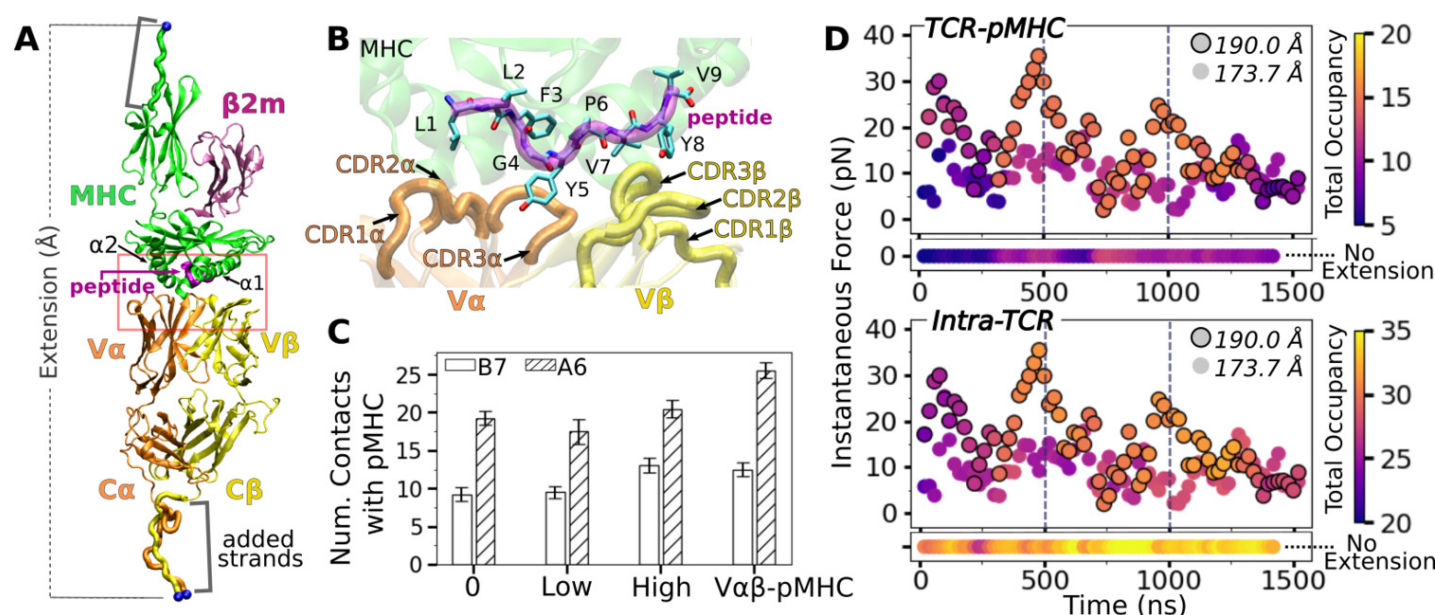 A
Extension (Å)
β2m
MHC
α2
peptide
α1
Vα
Vβ
Cα
Cβ
added
strands
B
MHC
L1
L2
F3
G4
Y5
P6
V7
Y8
V9
peptide
CDR2α
CDR1α
CDR3α
CDR3β
CDR2β
CDR1β
Vα
Vβ
C
Num. Contacts
with pMHC
B7
A6
25
20
15
10
5
0
0
Low
High
Vαβ-pMHC
D
Instantaneous Force (pN)
TCR-pMHC
190.0 Å
173.7 Å
40
30
20
10
0
0
No
Extension
Total Occupancy
20
15
10
5
Intra-TCR
190.0 Å
173.7 Å
40
30
20
10
0
No
Extension
Total Occupancy
35
30
25
20
0
500
1000
1500
Time (ns)